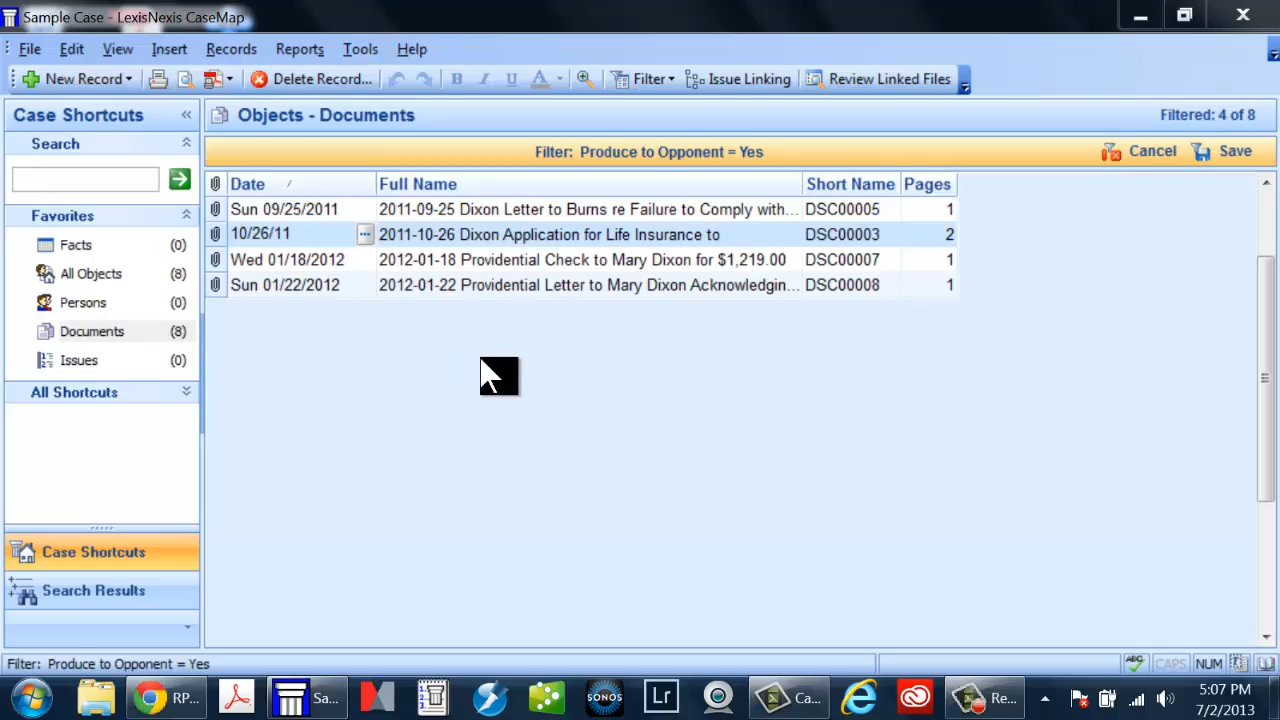 Sample Case - LexisNexis CaseMap
File Edit View Insert Records Reports Tools Help
New Record Delete Record... B I U A Filter Issue Linking Review Linked Files
Case Shortcuts Objects - Documents Filtered: 4 of 8
Search Filter: Produce to Opponent = Yes Cancel Save
Date Full Name Short Name Pages
Sun 09/25/2011 2011-09-25 Dixon Letter to Burns re Failure to Comply with... DSC00005 1
10/26/11 2011-10-26 Dixon Application for Life Insurance to DSC00003 2
Wed 01/18/2012 2012-01-18 Providential Check to Mary Dixon for $1,219.00 DSC00007 1
Sun 01/22/2012 2012-01-22 Providential Letter to Mary Dixon Acknowledgin... DSC00008 1
Favorites
Facts (0)
All Objects (8)
Persons (0)
Documents (8)
Issues (0)
All Shortcuts
Case Shortcuts
Search Results
Filter: Produce to Opponent = Yes ABC CAPS NUM
RP... Sa... SONOS Lr Ca... Re... 5:07 PM
7/2/2013